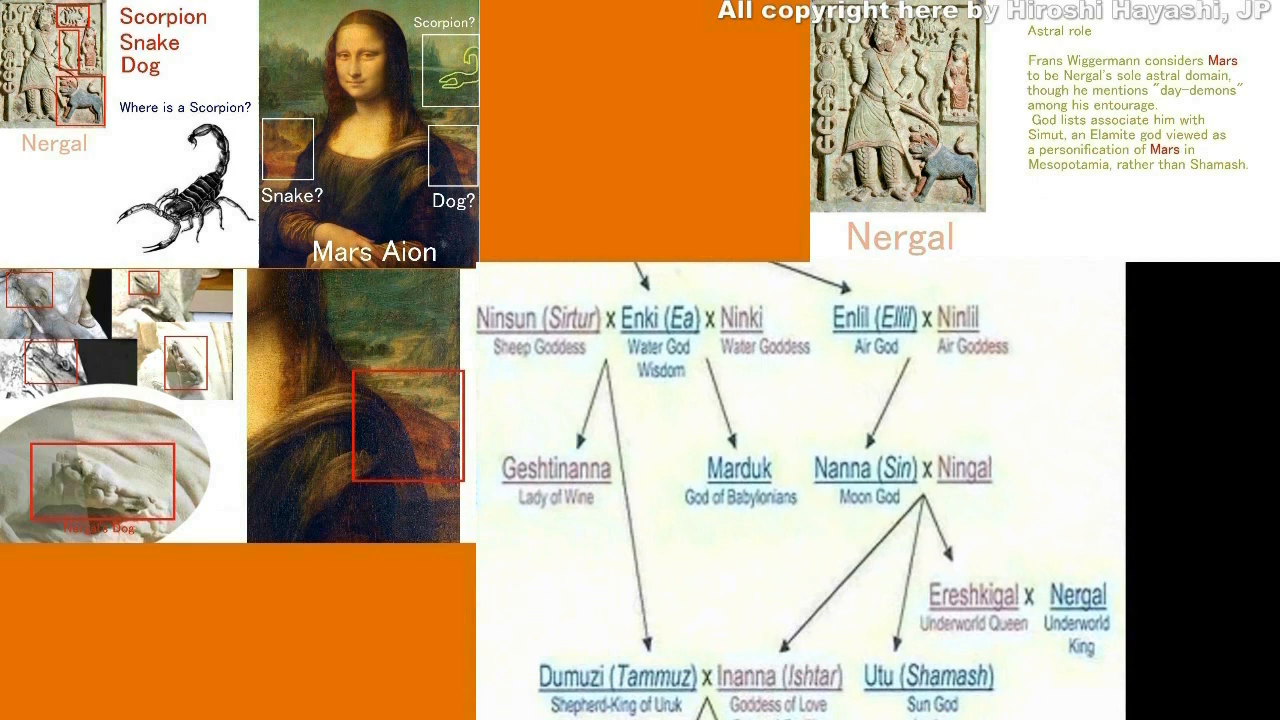 All copyright here by Hiroshi Hayashi, JP
Scorpion
Snake
Dog
Where is a Scorpion?
Nergal
Scorpion?
Snake?
Dog?
Mars Aion
Astral role
Frans Wiggermann considers Mars
to be Nergal's sole astral domain,
though he mentions "day-demons"
among his entourage.
God lists associate him with
Simut, an Elamite god viewed as
a personification of Mars in
Mesopotamia, rather than Shamash.
Nergal
Nergal's Dog
Ninsun (Sirtur) x Enki (Ea) x Ninki
Sheep Goddess Water God Water Goddess
Wisdom
Enlil (Ellil) x Ninlil
Air God Air Goddess
Geshtinanna
Lady of Wine
Marduk
God of Babylonians
Nanna (Sin) x Ningal
Moon God
Ereshkigal x Nergal
Underworld Queen Underworld
King
Dumuzi (Tammuz) x Inanna (Ishtar)
Shepherd-King of Uruk Goddess of Love
Utu (Shamash)
Sun God